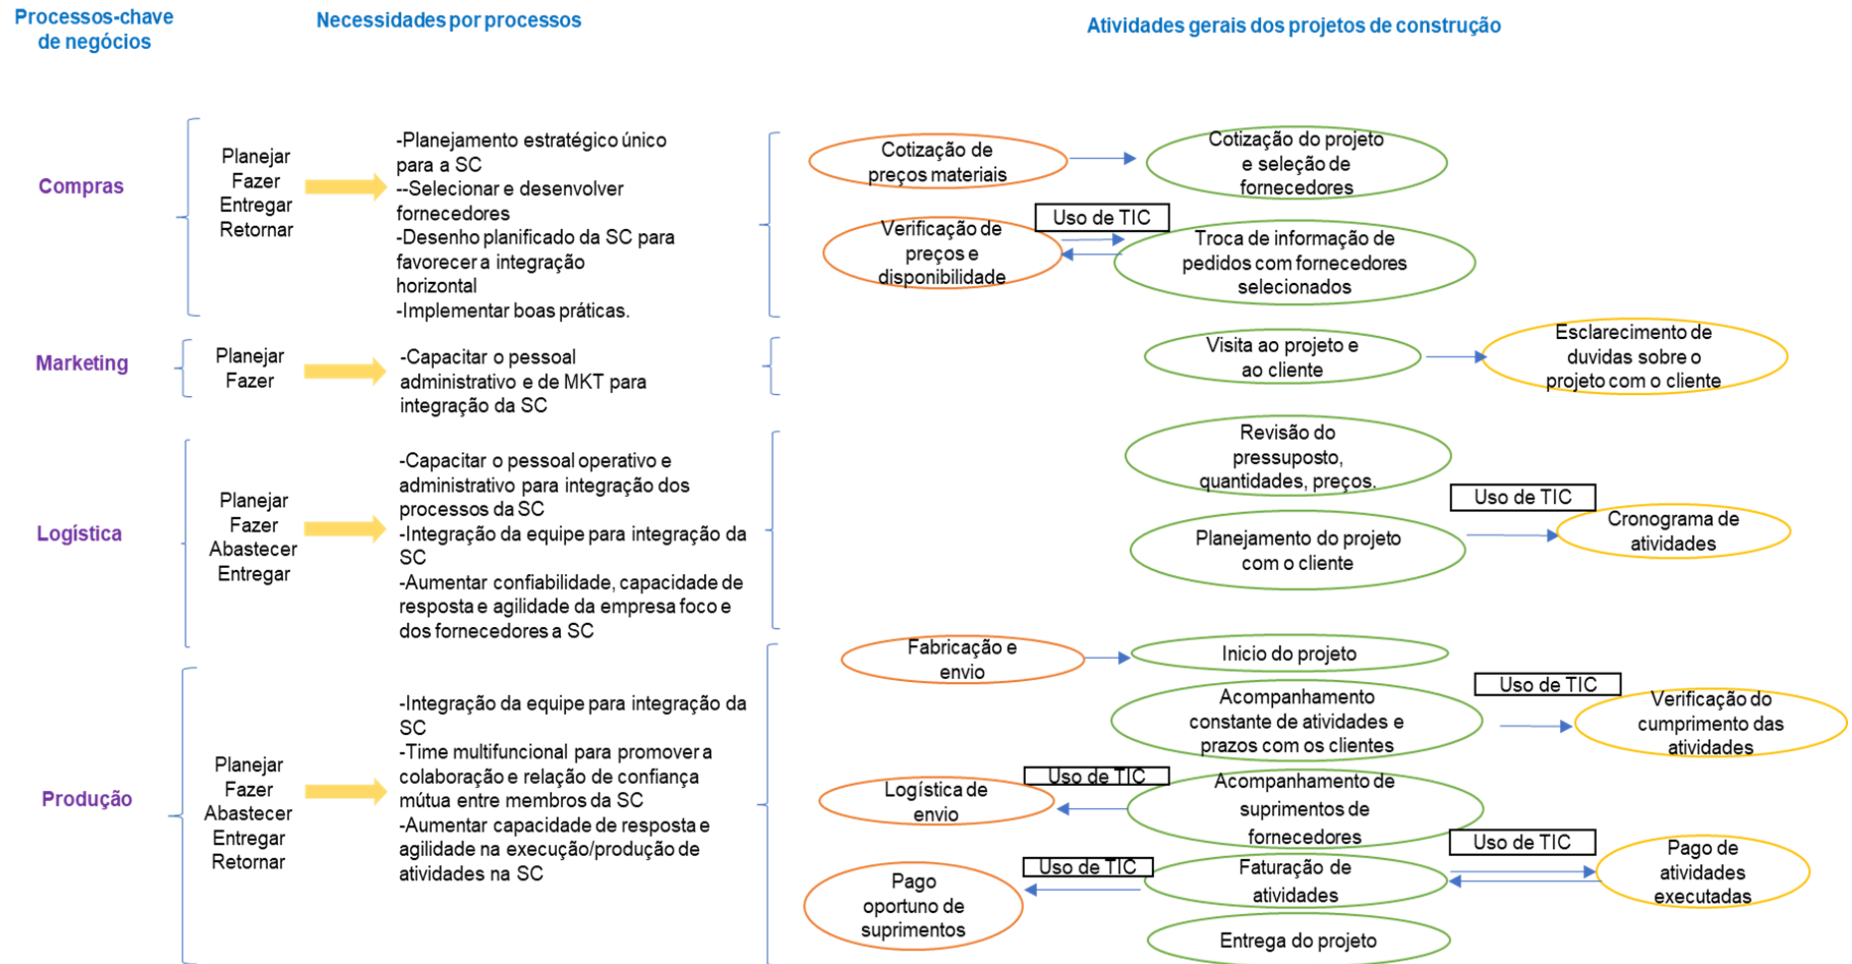 Processos-chave
de negócios
Necessidades por processos
Atividades gerais dos projetos de construção
Compras
Planejar
Fazer
Entregar
Retornar
-Planejamento estratégico único
para a SC
--Selecionar e desenvolver
fornecedores
-Desenho planificado da SC para
favorecer a integração
horizontal
-Implementar boas práticas.
Cotização de
preços materiais
Cotização do projeto
e seleção de
fornecedores
Verificação de
preços e
disponibilidade
Uso de TIC
Troca de informação de
pedidos com fornecedores
selecionados
Marketing
Planejar
Fazer
-Capacitar o pessoal
administrativo e de MKT para
integração da SC
Visita ao projeto e
ao cliente
Esclarecimento de
duvidas sobre o
projeto com o cliente
Logística
Planejar
Fazer
Abastecer
Entregar
-Capacitar o pessoal operativo e
administrativo para integração dos
processos da SC
-Integração da equipe para integração da
SC
-Aumentar confiabilidade, capacidade de
resposta e agilidade da empresa foco e
dos fornecedores a SC
Revisão do
pressuposto,
quantidades, preços.
Planejamento do projeto
com o cliente
Uso de TIC
Cronograma de
atividades
Produção
Planejar
Fazer
Abastecer
Entregar
Retornar
-Integração da equipe para integração da
SC
-Time multifuncional para promover a
colaboração e relação de confiança
mútua entre membros da SC
-Aumentar capacidade de resposta e
agilidade na execução/produção de
atividades na SC
Fabricação e
envio
Inicio do projeto
Acompanhamento
constante de atividades e
prazos com os clientes
Uso de TIC
Verificação do
cumprimento das
atividades
Logística de
envio
Uso de TIC
Acompanhamento de
suprimentos de
fornecedores
Pago
oportuno de
suprimentos
Uso de TIC
Faturação de
atividades
Uso de TIC
Pago de
atividades
executadas
Entrega do projeto